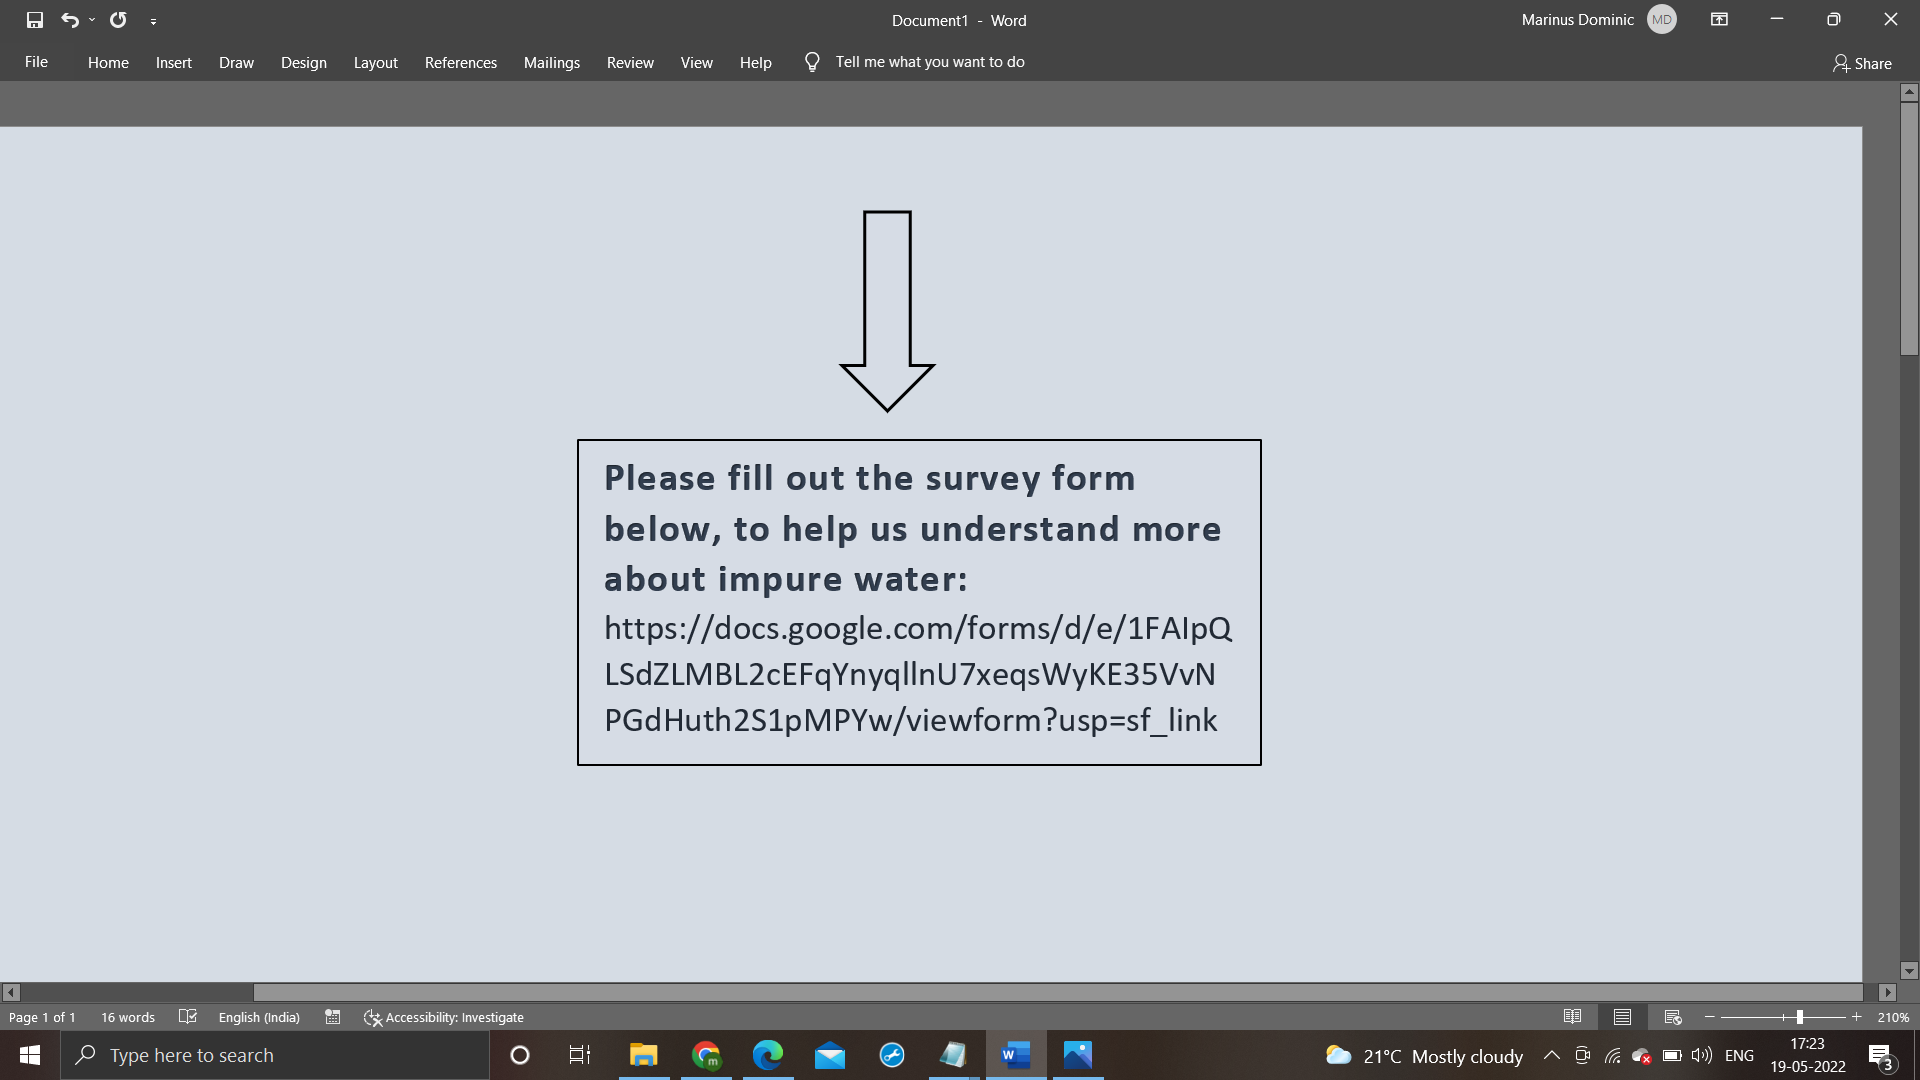 Document1 - Word
Marinus Dominic
MD
File Home Insert Draw Design Layout References Mailings Review View Help Tell me what you want to do
Share
Please fill out the survey form
below, to help us understand more
about impure water:
https://docs.google.com/forms/d/e/1FAIpQ
LSdZLMBL2cEFqYnyqllnU7xeqsWyKE35VvN
PGdHuth2S1pMPYw/viewform?usp=sf_link
Page 1 of 1 16 words English (India) Accessibility: Investigate 210%
Type here to search
21°C Mostly cloudy
ENG
17:23
19-05-2022
3